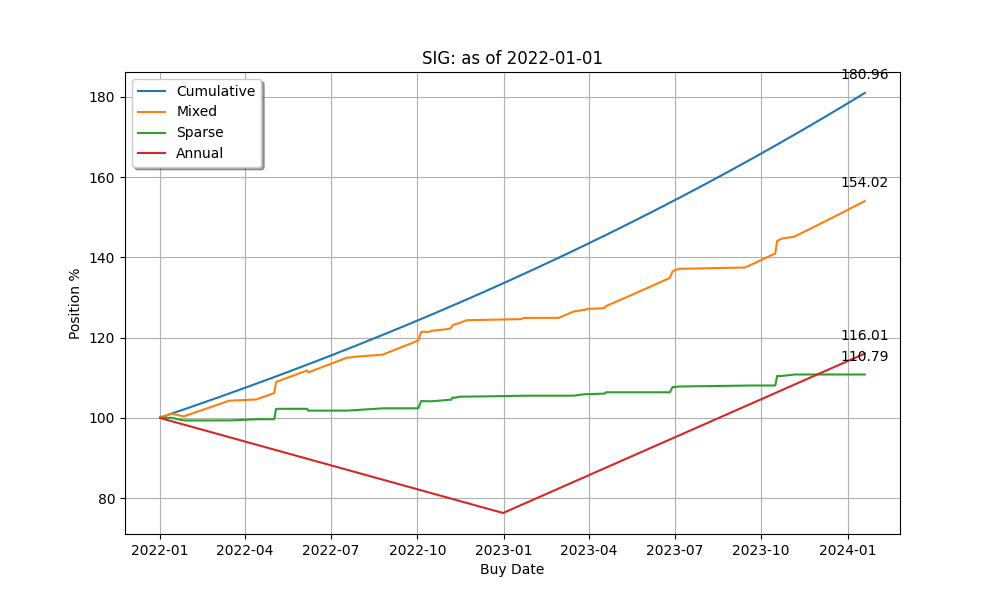 SIG: as of 2022-01-01
180.96
180
Cumulative
Mixed
Sparse
Annual
160
154.02
140
120
116.01
110.79
100
80
Position %
2022-01 2022-04 2022-07 2022-10 2023-01 2023-04 2023-07 2023-10 2024-01
Buy Date